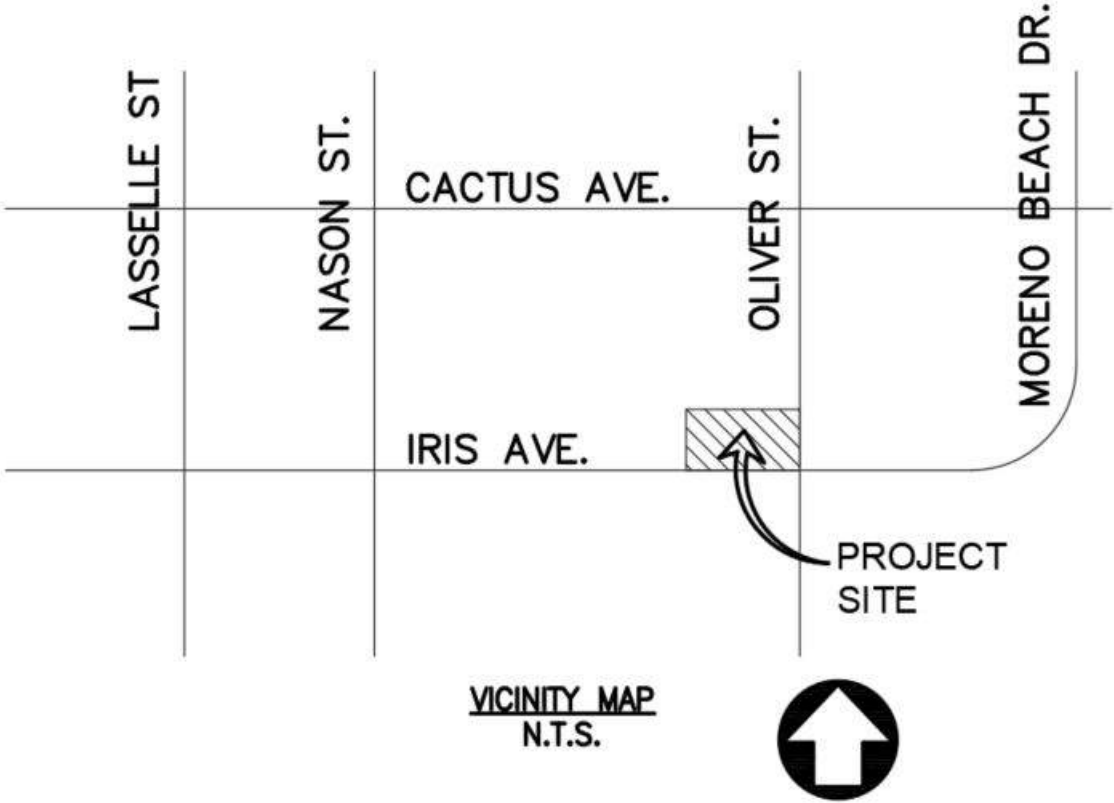 LASSELLE ST
NASON ST.
CACTUS AVE.
OLIVER ST.
MORENO BEACH DR.
IRIS AVE.
PROJECT
SITE
VICINITY MAP
N.T.S.